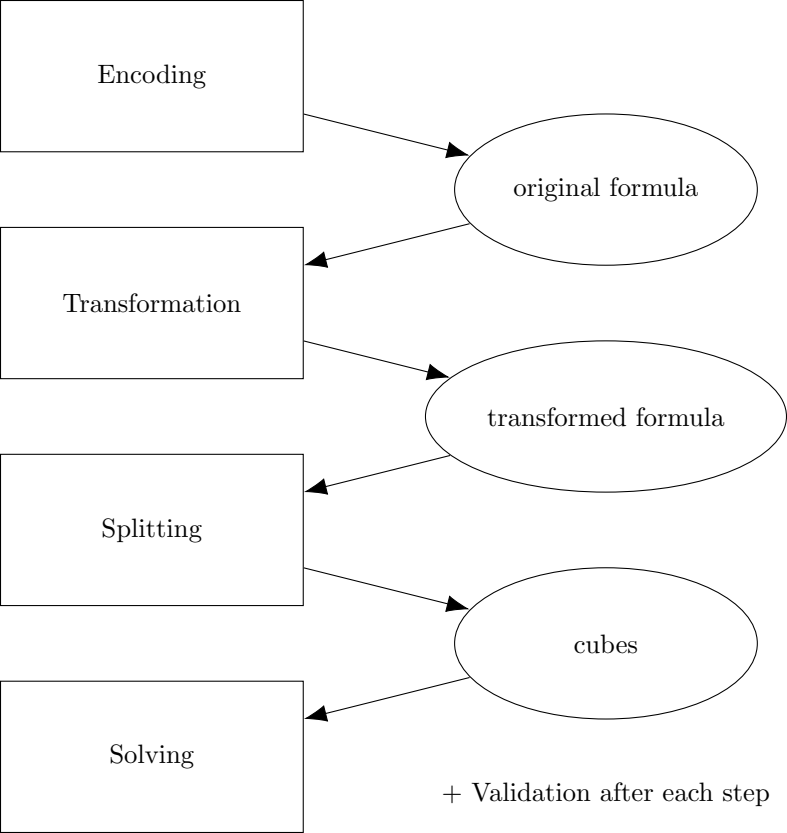 Encoding
original formula
Transformation
transformed formula
Splitting
cubes
Solving
+ Validation after each step